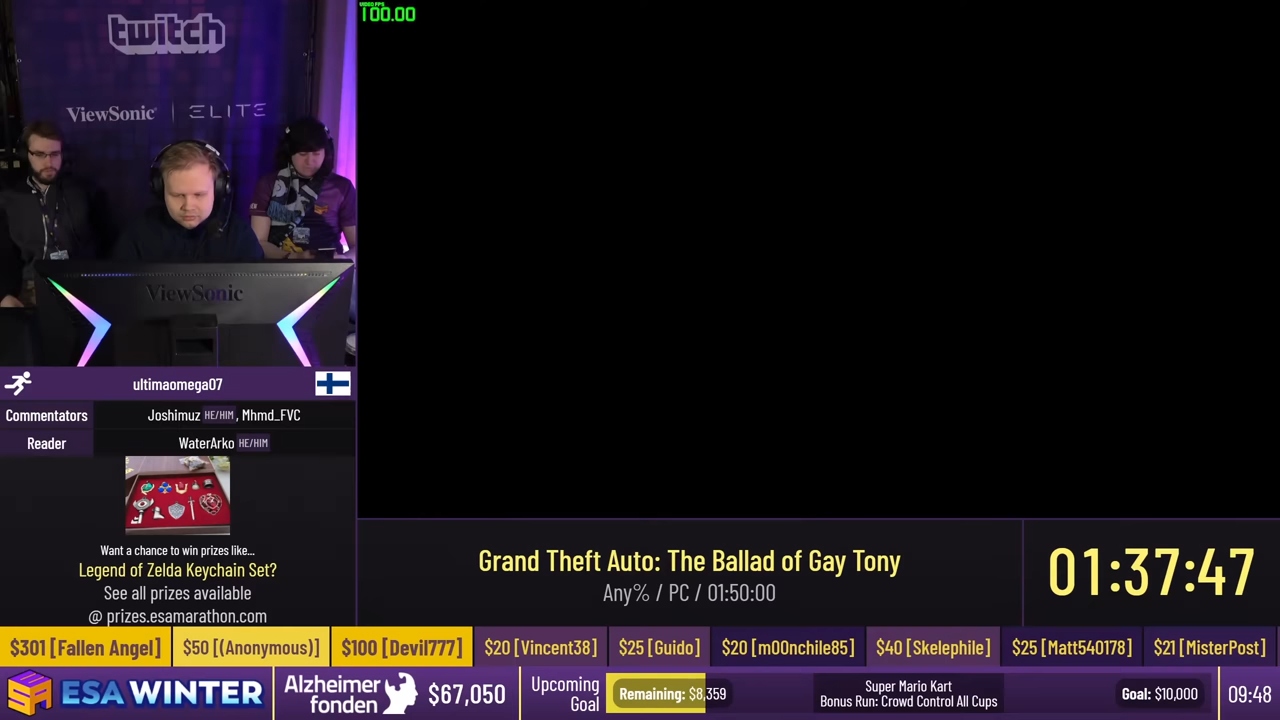 VIDEO FPS
100.00
twitch
ViewSonic | ELITE
ViewSonic
ultimaomega07
Commentators
Joshimuz HE/HIM, Mhmd_FVC
Reader
WaterArko HE/HIM
Want a chance to win prizes like...
Legend of Zelda Keychain Set?
See all prizes available
@ prizes.esamarathon.com
Grand Theft Auto: The Ballad of Gay Tony
Any% / PC / 01:50:00
01:37:47
$301 [Fallen Angel]
$50 [(Anonymous)]
$100 [Devil777]
$20 [Vincent38]
$25 [Guido]
$20 [m00nchile85]
$40 [Skelephile]
$25 [Matt540178]
$21 [MisterPost]
ESA WINTER
Alzheimer
fonden
$67,050
Upcoming
Goal
Remaining: $8,359
Super Mario Kart
Bonus Run: Crowd Control All Cups
Goal: $10,000
09:48